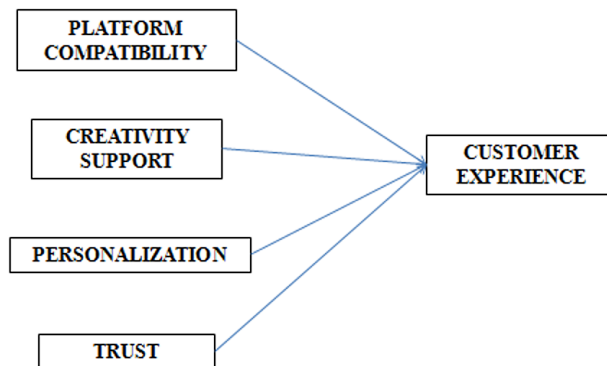 PLATFORM
COMPATIBILITY
CREATIVITY
SUPPORT
CUSTOMER
EXPERIENCE
PERSONALIZATION
TRUST